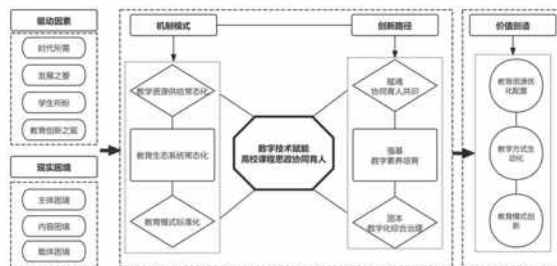 驱动因素
时代所需
发展之要
学生所盼
教育创新之驱
现实困境
主体困境
内容困境
载体困境
机制模式
教学资源供给常态化
教育生态系统常态化
教育模式标准化
数字技术赋能
高校课程思政协同育人
创新路径
赋魂
协同育人共识
强基
数字素养培育
固本
数字化综合治理
价值创造
教育资源优
化配置
教学方式生
动化
教育模式创
新